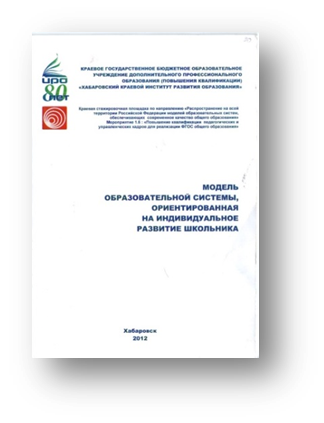 КРАЕВОЕ ГОСУДАРСТВЕННОЕ БЮДЖЕТНОЕ ОБРАЗОВАТЕЛЬНОЕ
УЧРЕЖДЕНИЕ ДОПОЛНИТЕЛЬНОГО ПРОФЕССИОНАЛЬНОГО
ОБРАЗОВАНИЯ (ПОВЫШЕНИЯ КВАЛИФИКАЦИИ)
«ХАБАРОВСКИЙ КРАЕВОЙ ИНСТИТУТ РАЗВИТИЯ ОБРАЗОВАНИЯ»
ИРО
80
лет
Краевая стажировочная площадка по направлению «Распространение на всей
территории Российской Федерации моделей образовательных систем,
обеспечивающих современное качество общего образования»
Мероприятие 1.5 «Повышение квалификации педагогических и
управленческих кадров для реализации ФГОС общего образования»
МОДЕЛЬ
ОБРАЗОВАТЕЛЬНОЙ СИСТЕМЫ,
ОРИЕНТИРОВАННАЯ
НА ИНДИВИДУАЛЬНОЕ
РАЗВИТИЕ ШКОЛЬНИКА
Хабаровск
2012